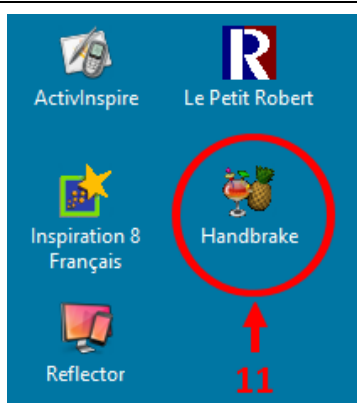 ActivInspire
Le Petit Robert
R
Inspiration 8
Français
Handbrake
Reflector
11